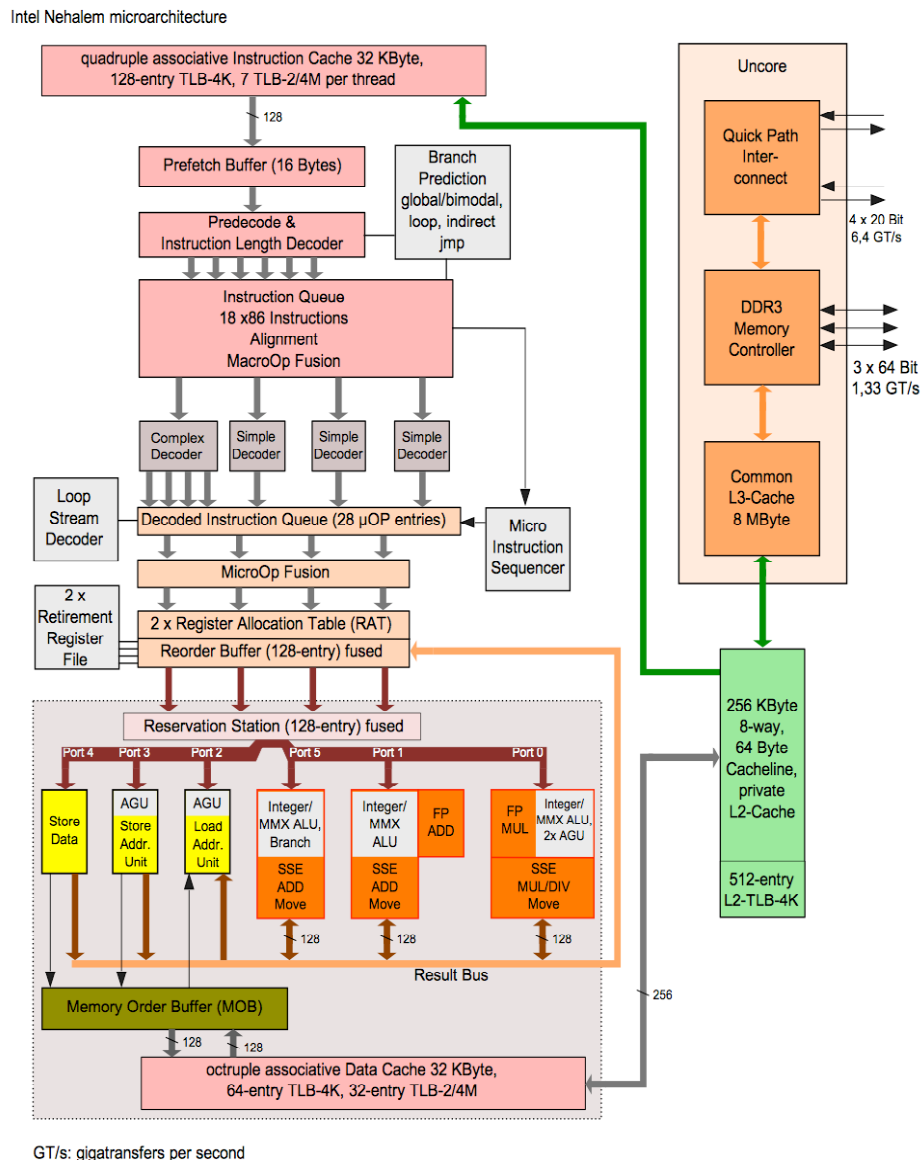 Intel Nehalem microarchitecture
quadruple associative Instruction Cache 32 KByte,
128-entry TLB-4K, 7 TLB-2/4M per thread
128
Prefetch Buffer (16 Bytes)
Predecode &
Instruction Length Decoder
Branch
Prediction
global/bimodal,
loop, indirect
jmp
Instruction Queue
18 x86 Instructions
Alignment
MacroOp Fusion
Complex
Decoder
Simple
Decoder
Simple
Decoder
Simple
Decoder
Loop
Stream
Decoder
Decoded Instruction Queue (28 µOP entries)
Micro
Instruction
Sequencer
MicroOp Fusion
2 x
Retirement
Register
File
2 x Register Allocation Table (RAT)
Reorder Buffer (128-entry) fused
Reservation Station (128-entry) fused
Port 4
Port 3
Port 2
Port 5
Port 1
Port 0
Store
Data
AGU
Store
Addr.
Unit
AGU
Load
Addr.
Unit
Integer/
MMX ALU,
Branch
SSE
ADD
Move
Integer/
MMX
ALU
FP
ADD
SSE
ADD
Move
FP
MUL
Integer/
MMX ALU,
2x AGU
SSE
MUL/DIV
Move
128
128
128
Result Bus
Memory Order Buffer (MOB)
128
128
octruple associative Data Cache 32 KByte,
64-entry TLB-4K, 32-entry TLB-2/4M
256
Uncore
Quick Path
Inter-
connect
4 x 20 Bit
6,4 GT/s
DDR3
Memory
Controller
3 x 64 Bit
1,33 GT/s
Common
L3-Cache
8 MByte
256 KByte
8-way,
64 Byte
Cacheline,
private
L2-Cache
512-entry
L2-TLB-4K
GT/s: gigatransfers per second